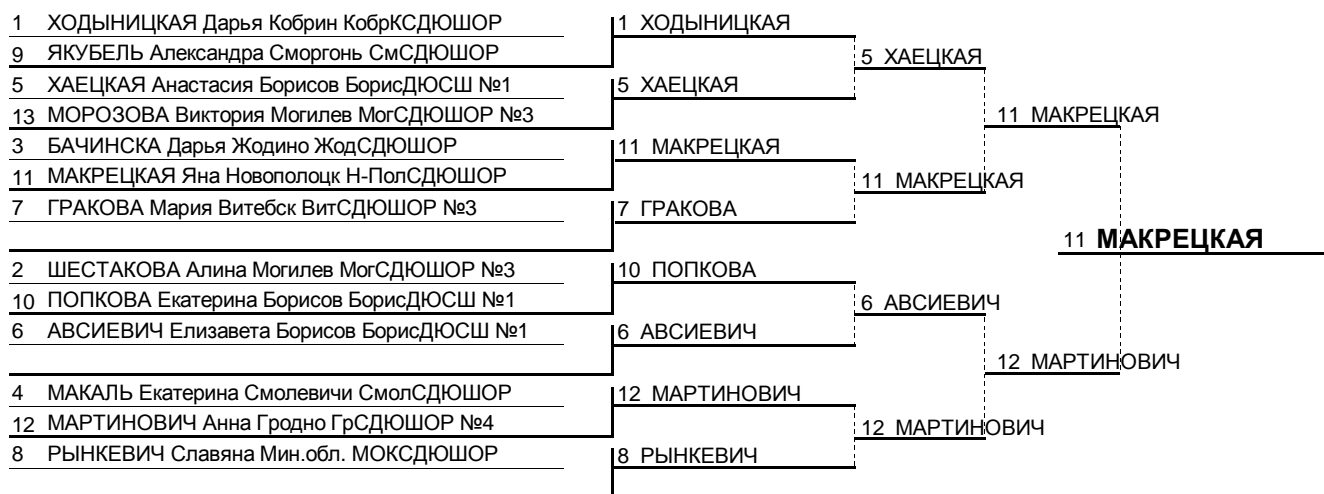 1 ХОДЫНИЦКАЯ Дарья Кобрин КобрКСДЮШОР
9 ЯКУБЕЛЬ Александра Сморгонь СмСДЮШОР
5 ХАЕЦКАЯ Анастасия Борисов БорисДЮСШ №1
13 МОРОЗОВА Виктория Могилев МогСДЮШОР №3
3 БАЧИНСКА Дарья Жодино ЖодСДЮШОР
11 МАКРЕЦКАЯ Яна Новополоцк Н-ПолСДЮШОР
7 ГРАКОВА Мария Витебск ВитСДЮШОР №3
2 ШЕСТАКОВА Алина Могилев МогСДЮШОР №3
10 ПОПКОВА Екатерина Борисов БорисДЮСШ №1
6 АВСИЕВИЧ Елизавета Борисов БорисДЮСШ №1
4 МАКАЛЬ Екатерина Смолевичи СмолСДЮШОР
12 МАРТИНОВИЧ Анна Гродно ГрСДЮШОР №4
8 РЫНКЕВИЧ Славяна Мин.обл. МОКСДЮШОР
1 ХОДЫНИЦКАЯ
5 ХАЕЦКАЯ
11 МАКРЕЦКАЯ
7 ГРАКОВА
10 ПОПКОВА
6 АВСИЕВИЧ
12 МАРТИНОВИЧ
8 РЫНКЕВИЧ
5 ХАЕЦКАЯ
11 МАКРЕЦКАЯ
6 АВСИЕВИЧ
12 МАРТИНОВИЧ
11 МАКРЕЦКАЯ
12 МАРТИНОВИЧ
11 МАКРЕЦКАЯ